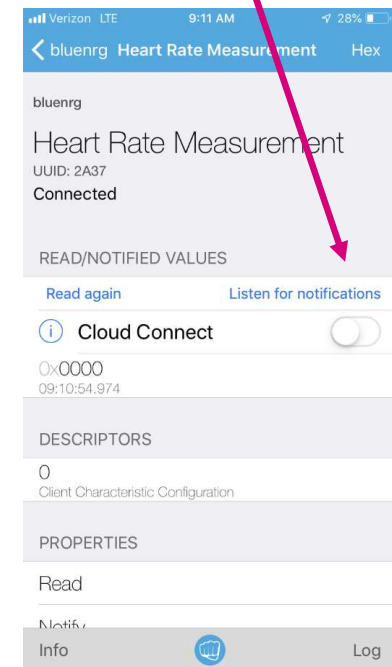 Verizon LTE 9:11 AM 28%
bluenrg Heart Rate Measurement Hex
bluenrg
Heart Rate Measurement
UUID: 2A37
Connected
READ/NOTIFIED VALUES
Read again Listen for notifications
i Cloud Connect
0x0000
09:10:54.974
DESCRIPTORS
0
Client Characteristic Configuration
PROPERTIES
Read
Notify
Info Log